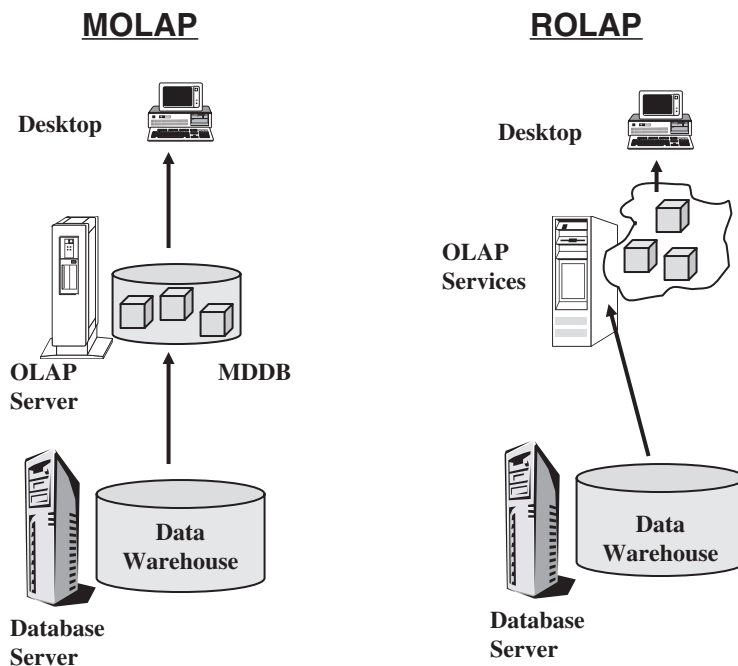 MOLAP
Desktop
OLAP
Server
MDDB
Data
Warehouse
Database
Server
ROLAP
Desktop
OLAP
Services
Data
Warehouse
Database
Server